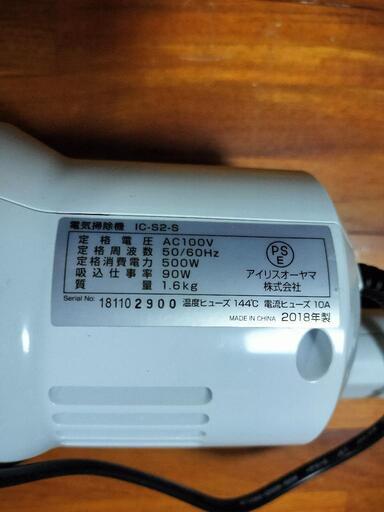 電気掃除機 IC-S2-S
定格電圧 AC100V
定格周波数 50/60Hz
定格消費電力 500W
吸込仕事率 90W
質量 1.6kg
PS
E
アイリスオーヤマ
株式会社
Serial No: 181102900 温度ヒューズ 144℃ 電流ヒューズ 10A
MADE IN CHINA 2018年製